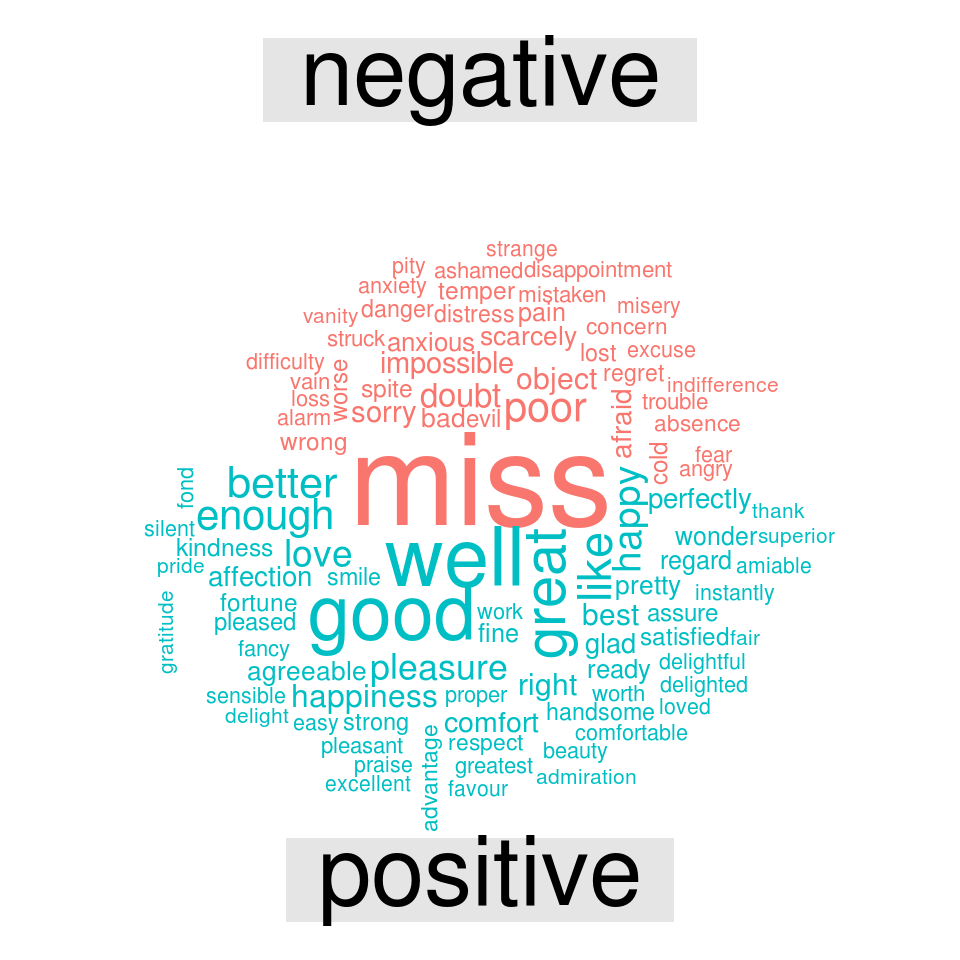 negative
strange
pity ashamed disappointment
anxiety temper mistaken
vanity danger distress pain misery
struck anxious scarcely concern
difficulty impossible lost excuse
vain worse spite doubt object regret indifference
loss sorry bad evil poor afraid trouble
alarm absence
wrong miss cold fear
angry
fond better happy perfectly thank
silent enough well great like wonder superior
kindness love regard amiable
pride affection smile pretty instantly
gratitude fortune good work best assure
pleased fine glad satisfied fair
fancy agreeable pleasure ready delightful
sensible happiness proper right worth delighted
delight easy strong comfort handsome loved
pleasant advantage respect beauty comfortable
praise greatest admiration
excellent favour
positive